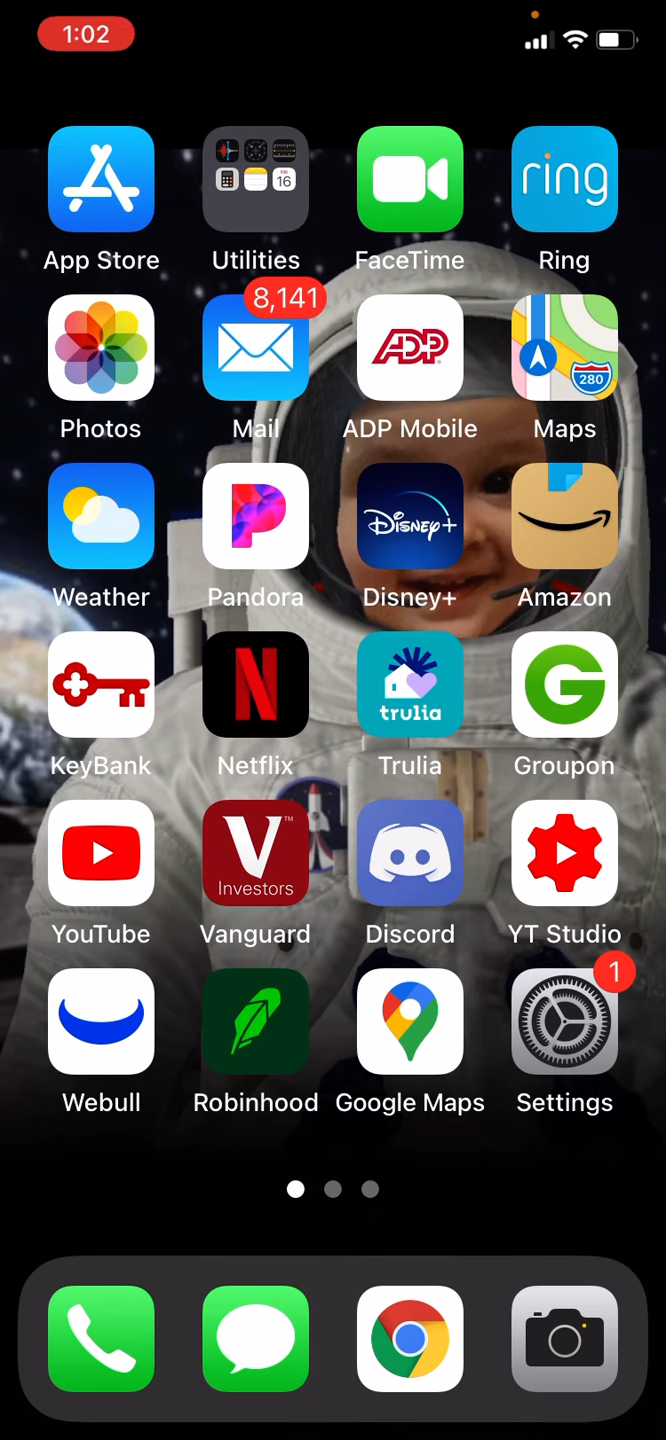 1:02
ring
App Store
Utilities
FaceTime
Ring
16
8,141
ADP
280
Photos
Mail
ADP Mobile
Maps
Disney+
Weather
Pandora
Disney+
Amazon
trulia
KeyBank
Netflix
Trulia
Groupon
V™
Investors
YouTube
Vanguard
Discord
YT Studio
1
Webull
Robinhood
Google Maps
Settings